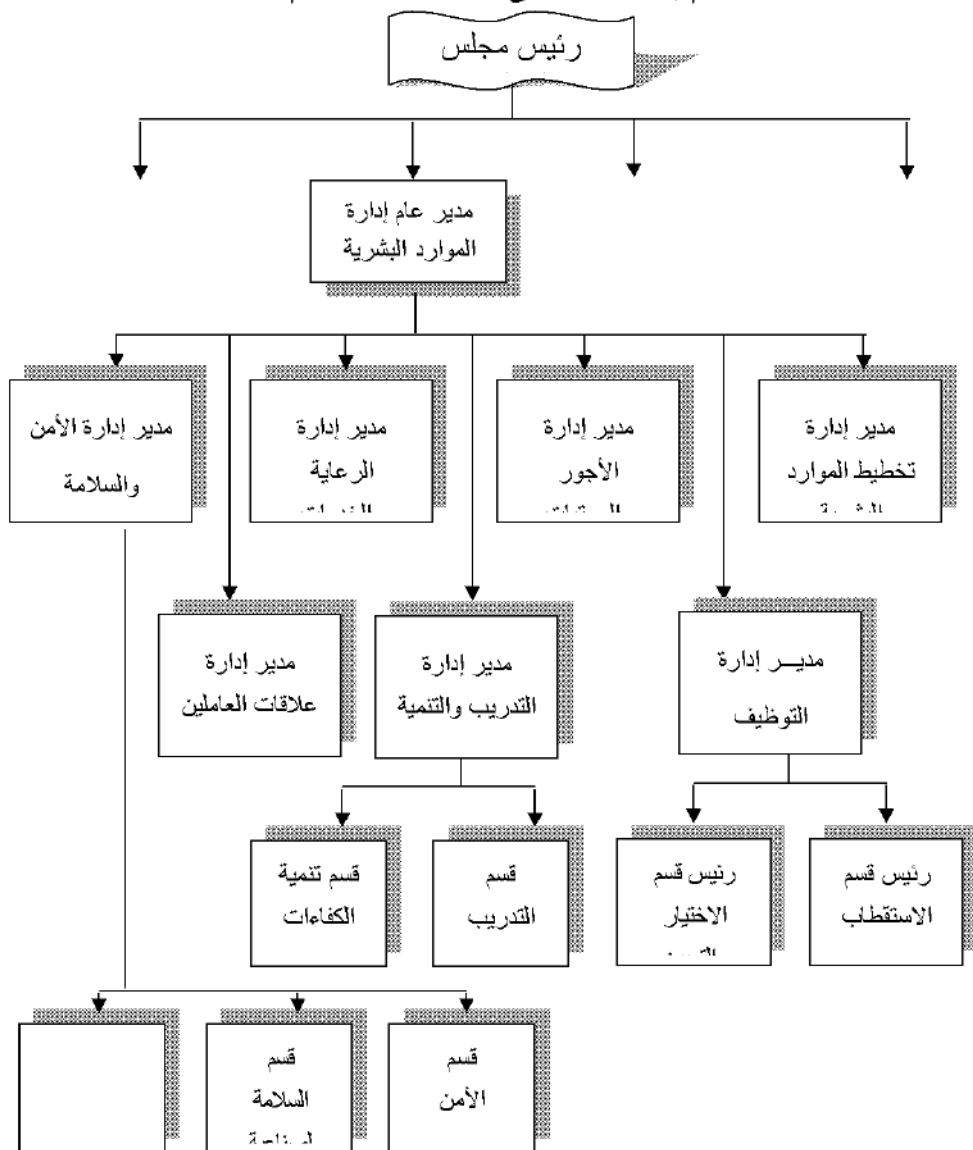 رئيس مجلس
مدير عام إدارة
الموارد البشرية
مدير إدارة
تخطيط الموارد
مدير إدارة
الأجور
مدير إدارة
الرعاية
مدير إدارة الأمن
والسلامة
مديـــر إدارة
التوظيف
مدير إدارة
التدريب والتنمية
مدير إدارة
علاقات العاملين
رئيس قسم
الاستقطاب
رئيس قسم
الاختيار
قسم
التدريب
قسم تنمية
الكفاءات
قسم
الأمن
قسم
السلامة